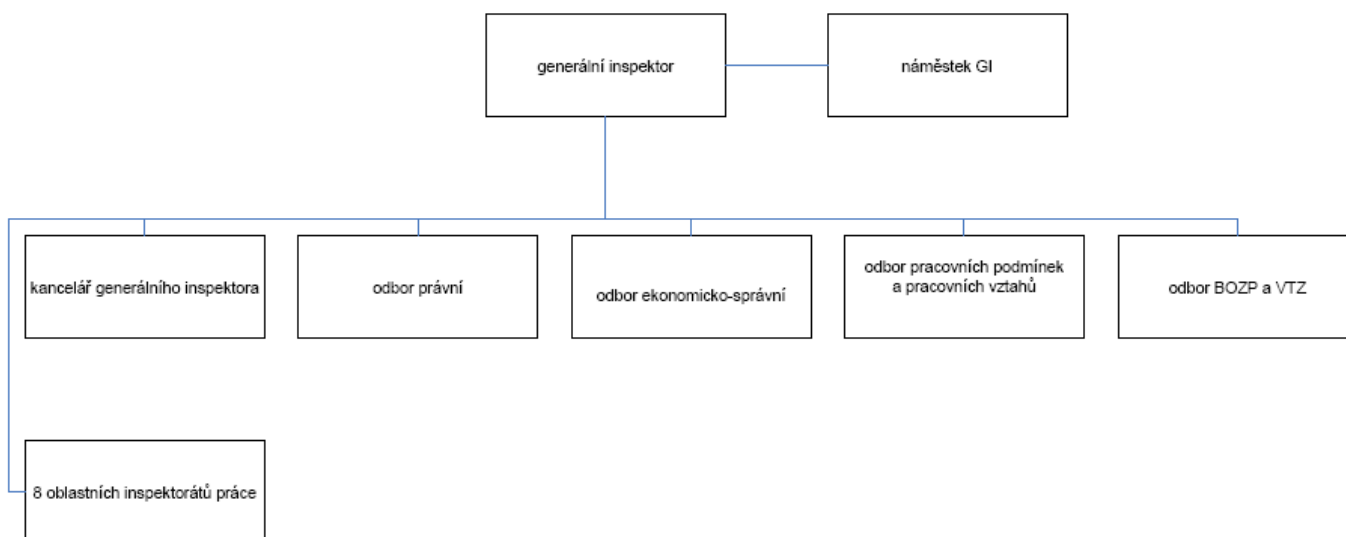 generální inspektor
náměstek GI
kancelář generálního inspektora
odbor právní
odbor ekonomicko-správní
odbor pracovních podmínek
a pracovních vztahů
odbor BOZP a VTZ
8 oblastních inspektorátů práce